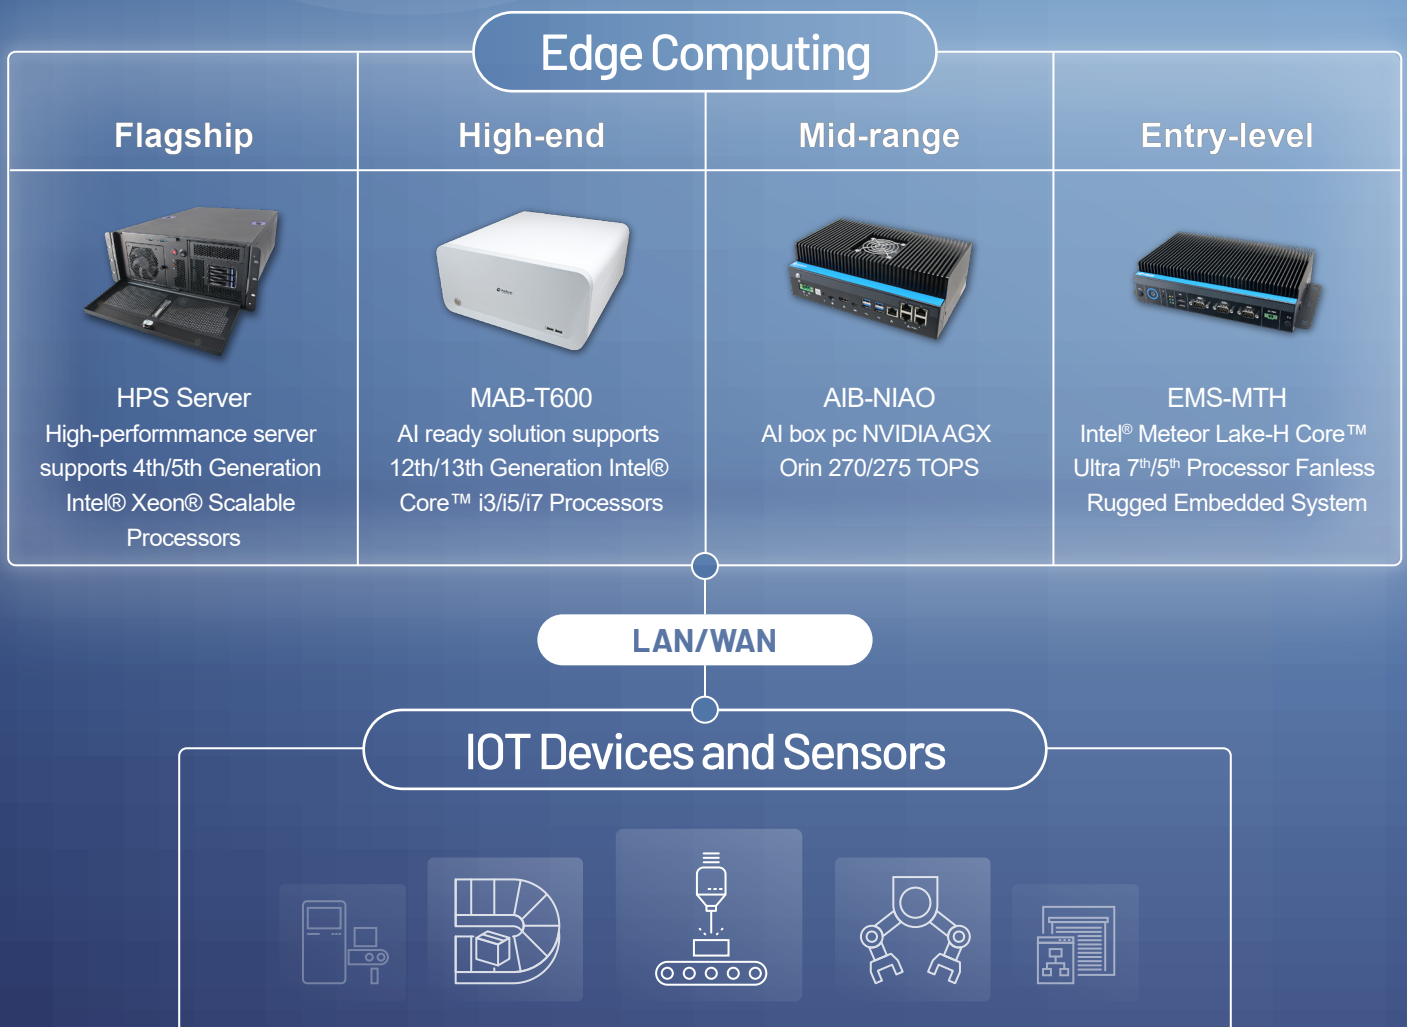 Edge Computing
Flagship
High-end
Mid-range
Entry-level
HPS Server
High-performmance server
supports 4th/5th Generation
Intel® Xeon® Scalable
Processors
MAB-T600
AI ready solution supports
12th/13th Generation Intel®
Core™ i3/i5/i7 Processors
AIB-NIAO
AI box pc NVIDIA AGX
Orin 270/275 TOPS
EMS-MTH
Intel® Meteor Lake-H Core™
Ultra 7th/5th Processor Fanless
Rugged Embedded System
LAN/WAN
IOT Devices and Sensors